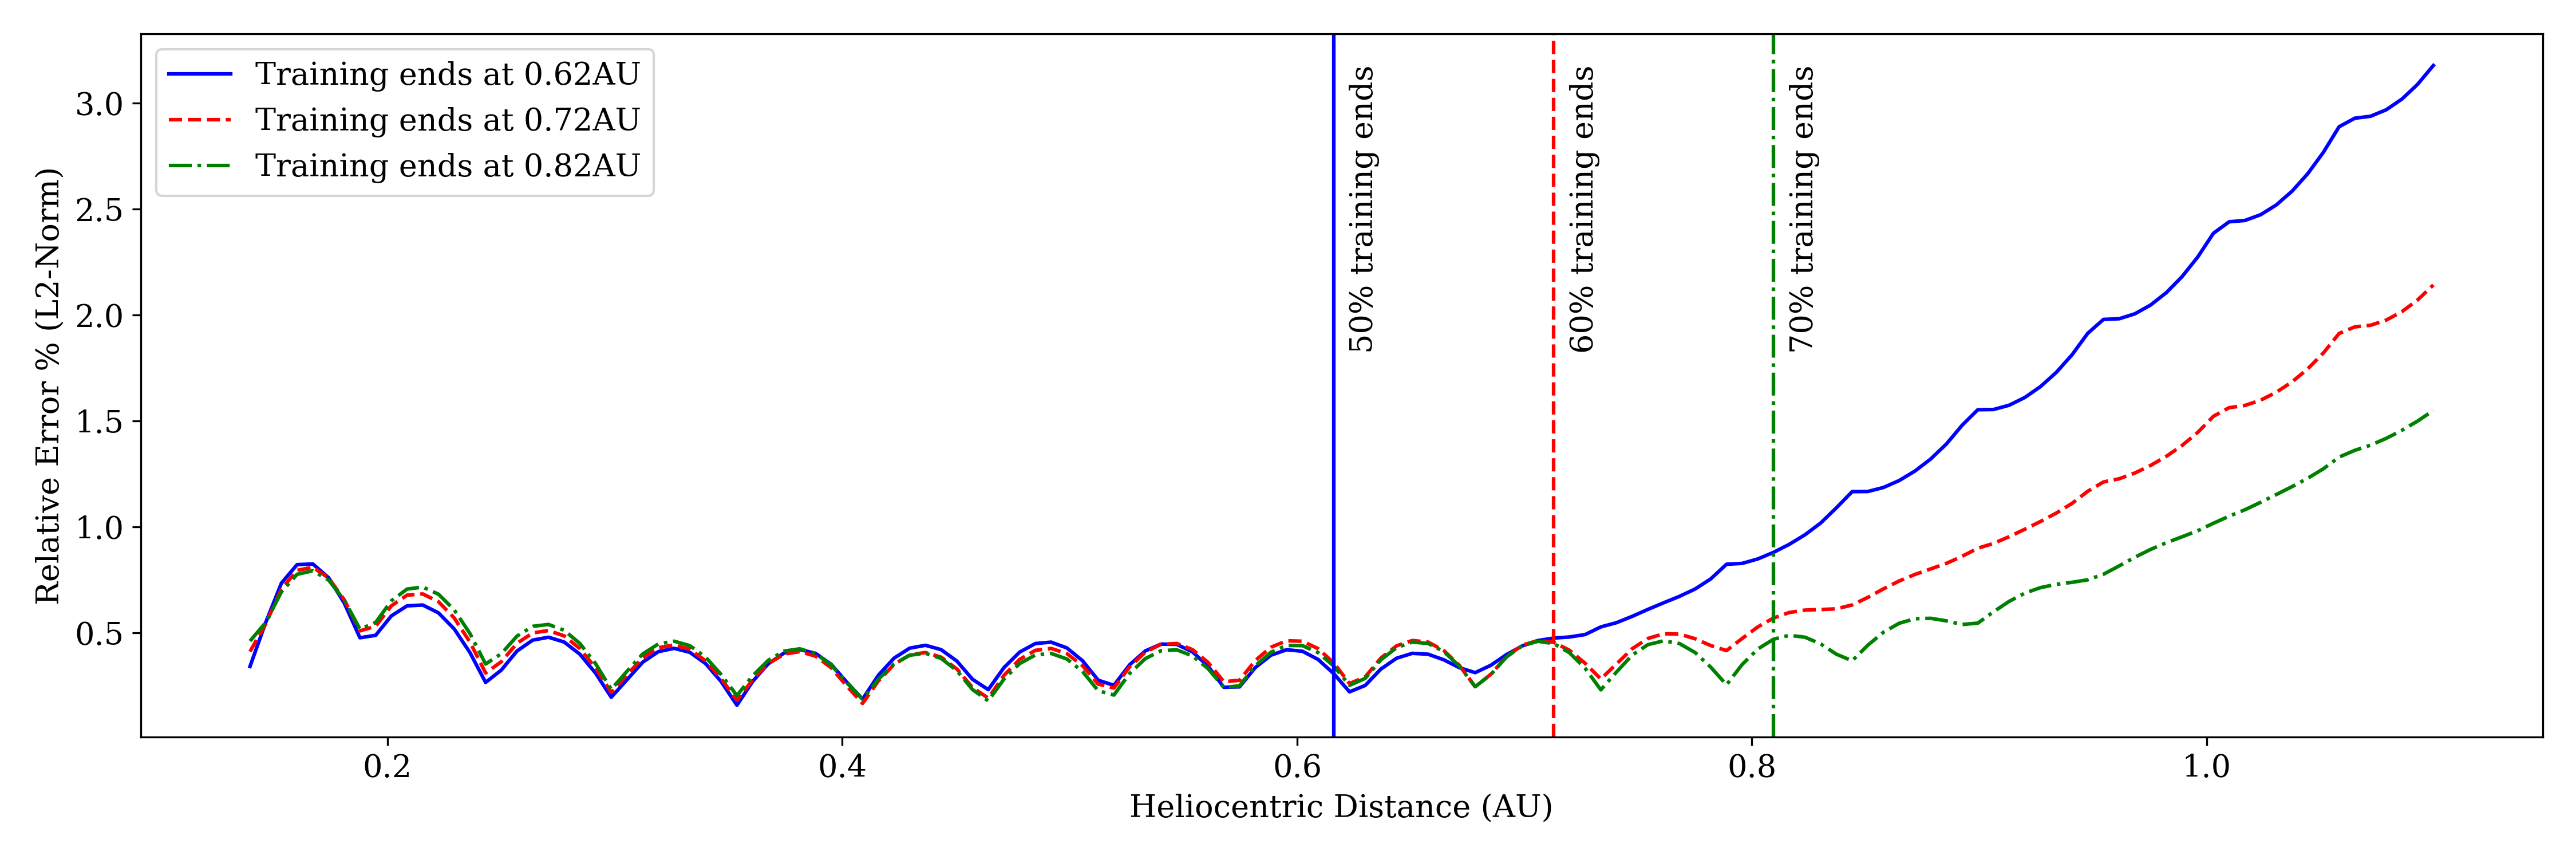 Training ends at 0.62AU
Training ends at 0.72AU
Training ends at 0.82AU
50% training ends
60% training ends
70% training ends
Relative Error % (L2-Norm)
3.0
2.5
2.0
1.5
1.0
0.5
0.2
0.4
0.6
0.8
1.0
Heliocentric Distance (AU)